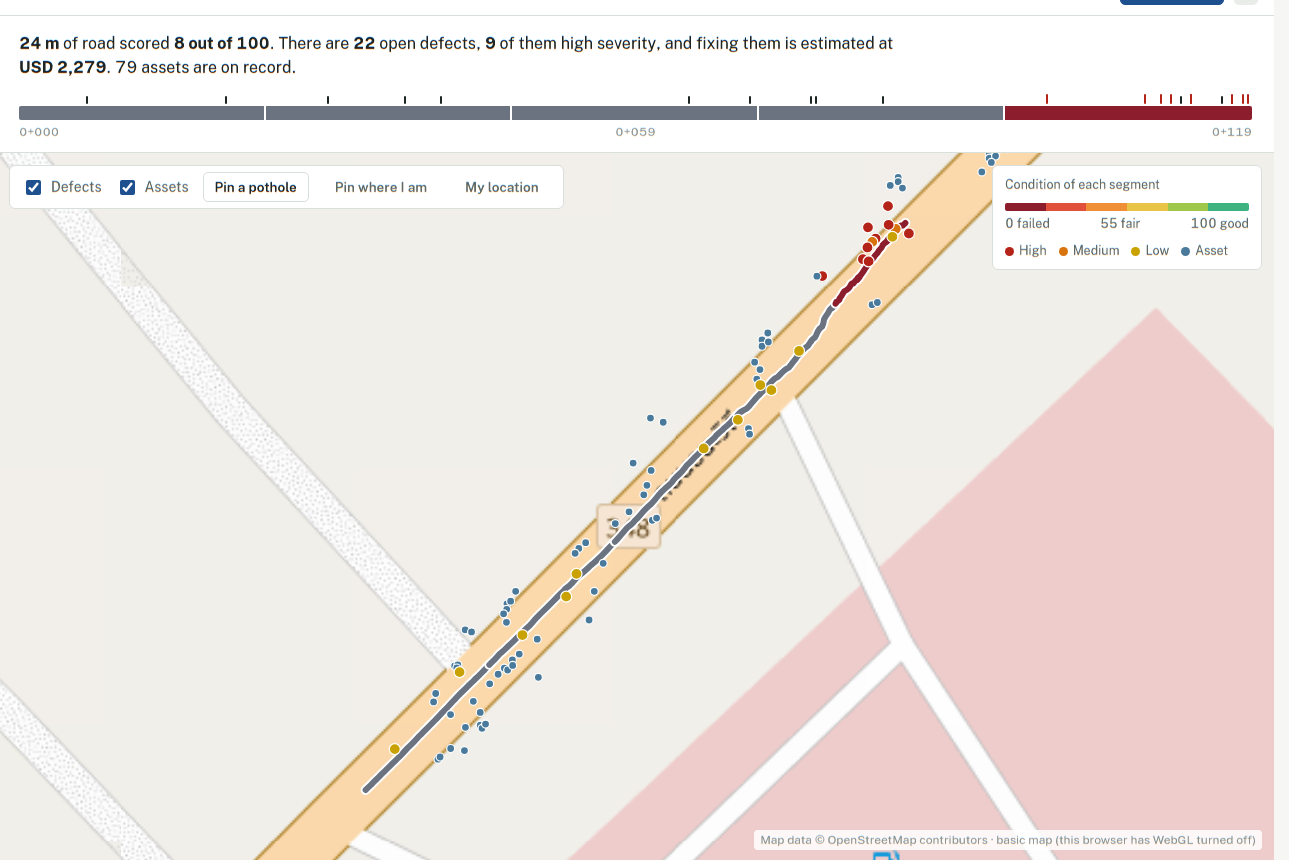 24 m of road scored 8 out of 100. There are 22 open defects, 9 of them high severity, and fixing them is estimated at
USD 2,279. 79 assets are on record.
0+000 0+059 0+119
Defects Assets Pin a pothole Pin where I am My location
Condition of each segment
0 failed 55 fair 100 good
High Medium Low Asset
Map data © OpenStreetMap contributors · basic map (this browser has WebGL turned off)